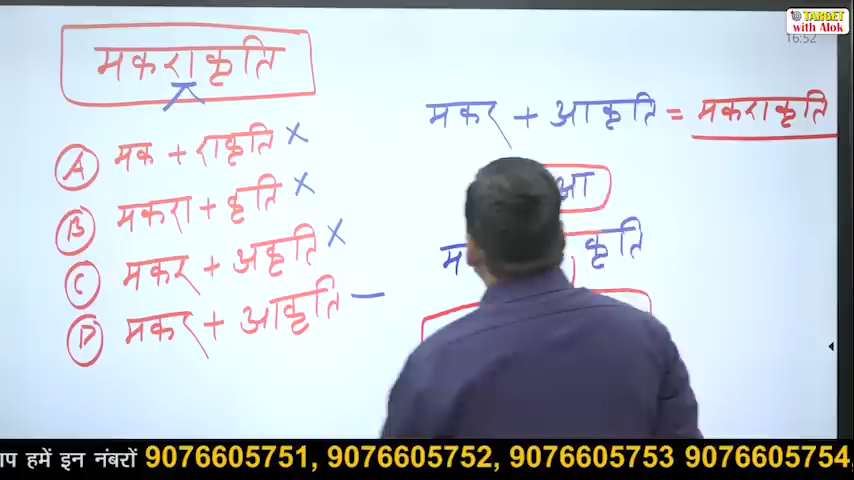 TARGET
with Alok
16:52
मकराकृति
A मक + राकृति ×
B मकरा + कृति ×
C मकर् + अकृति ×
D मकर् + आकृति –
मकर् + आकृति = मकराकृति
आ
म कृति
प हमें इन नंबरों 9076605751, 9076605752, 9076605753 9076605754,